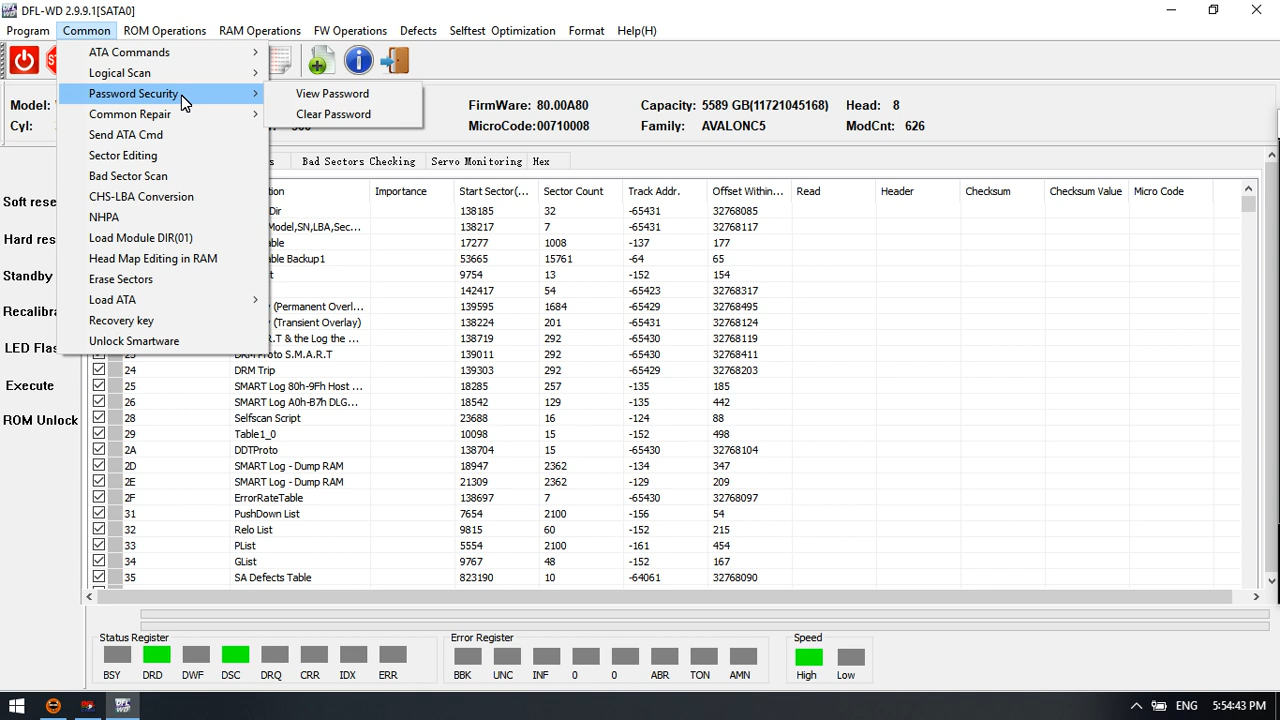 DFL-WD 2.9.9.1[SATA0]
Program Common ROM Operations RAM Operations FW Operations Defects Selftest Optimization Format Help(H)
Model: FirmWare: 80.00A80 Capacity: 5589 GB(11721045168) Head: 8
Cyl: MicroCode:00710008 Family: AVALONC5 ModCnt: 626
ATA Commands
Logical Scan
Password Security
Common Repair
Send ATA Cmd
Sector Editing
Bad Sector Scan
CHS-LBA Conversion
NHPA
Load Module DIR(01)
Head Map Editing in RAM
Erase Sectors
Load ATA
Recovery key
Unlock Smartware
View Password
Clear Password
Bad Sectors Checking Servo Monitoring Hex
Importance Start Sector(... Sector Count Track Addr. Offset Within... Read Header Checksum Checksum Value Micro Code
Dir 138185 32 -65431 32768085
Model,SN,LBA,Sec... 138217 7 -65431 32768117
17277 1008 -137 177
Backup1 53665 15761 -64 65
9754 13 -152 154
142417 54 -65423 32768317
(Permanent Overl... 139595 1684 -65429 32768495
(Transient Overlay) 138224 201 -65431 32768124
& the Log the ... 138719 292 -65430 32768119
DRM Proto S.M.A.R.T 139011 292 -65430 32768411
24 DRM Trip 139303 292 -65429 32768203
25 SMART Log 80h-9Fh Host ... 18285 257 -135 185
26 SMART Log A0h-B7h DLG... 18542 129 -135 442
28 Selfscan Script 23688 16 -124 88
29 Table1_0 10098 15 -152 498
2A DDTProto 138704 15 -65430 32768104
2D SMART Log - Dump RAM 18947 2362 -134 347
2E SMART Log - Dump RAM 21309 2362 -129 209
2F ErrorRateTable 138697 7 -65430 32768097
31 PushDown List 7654 2100 -156 54
32 Relo List 9815 60 -152 215
33 PList 5554 2100 -161 454
34 GList 9767 48 -152 167
35 SA Defects Table 823190 10 -64061 32768090
Soft rese
Hard res
Standby
Recalibra
LED Flas
Execute
ROM Unlock
Status Register Error Register Speed
BSY DRD DWF DSC DRQ CRR IDX ERR BBK UNC INF 0 0 ABR TON AMN High Low
DFL WD
ENG 5:54:43 PM